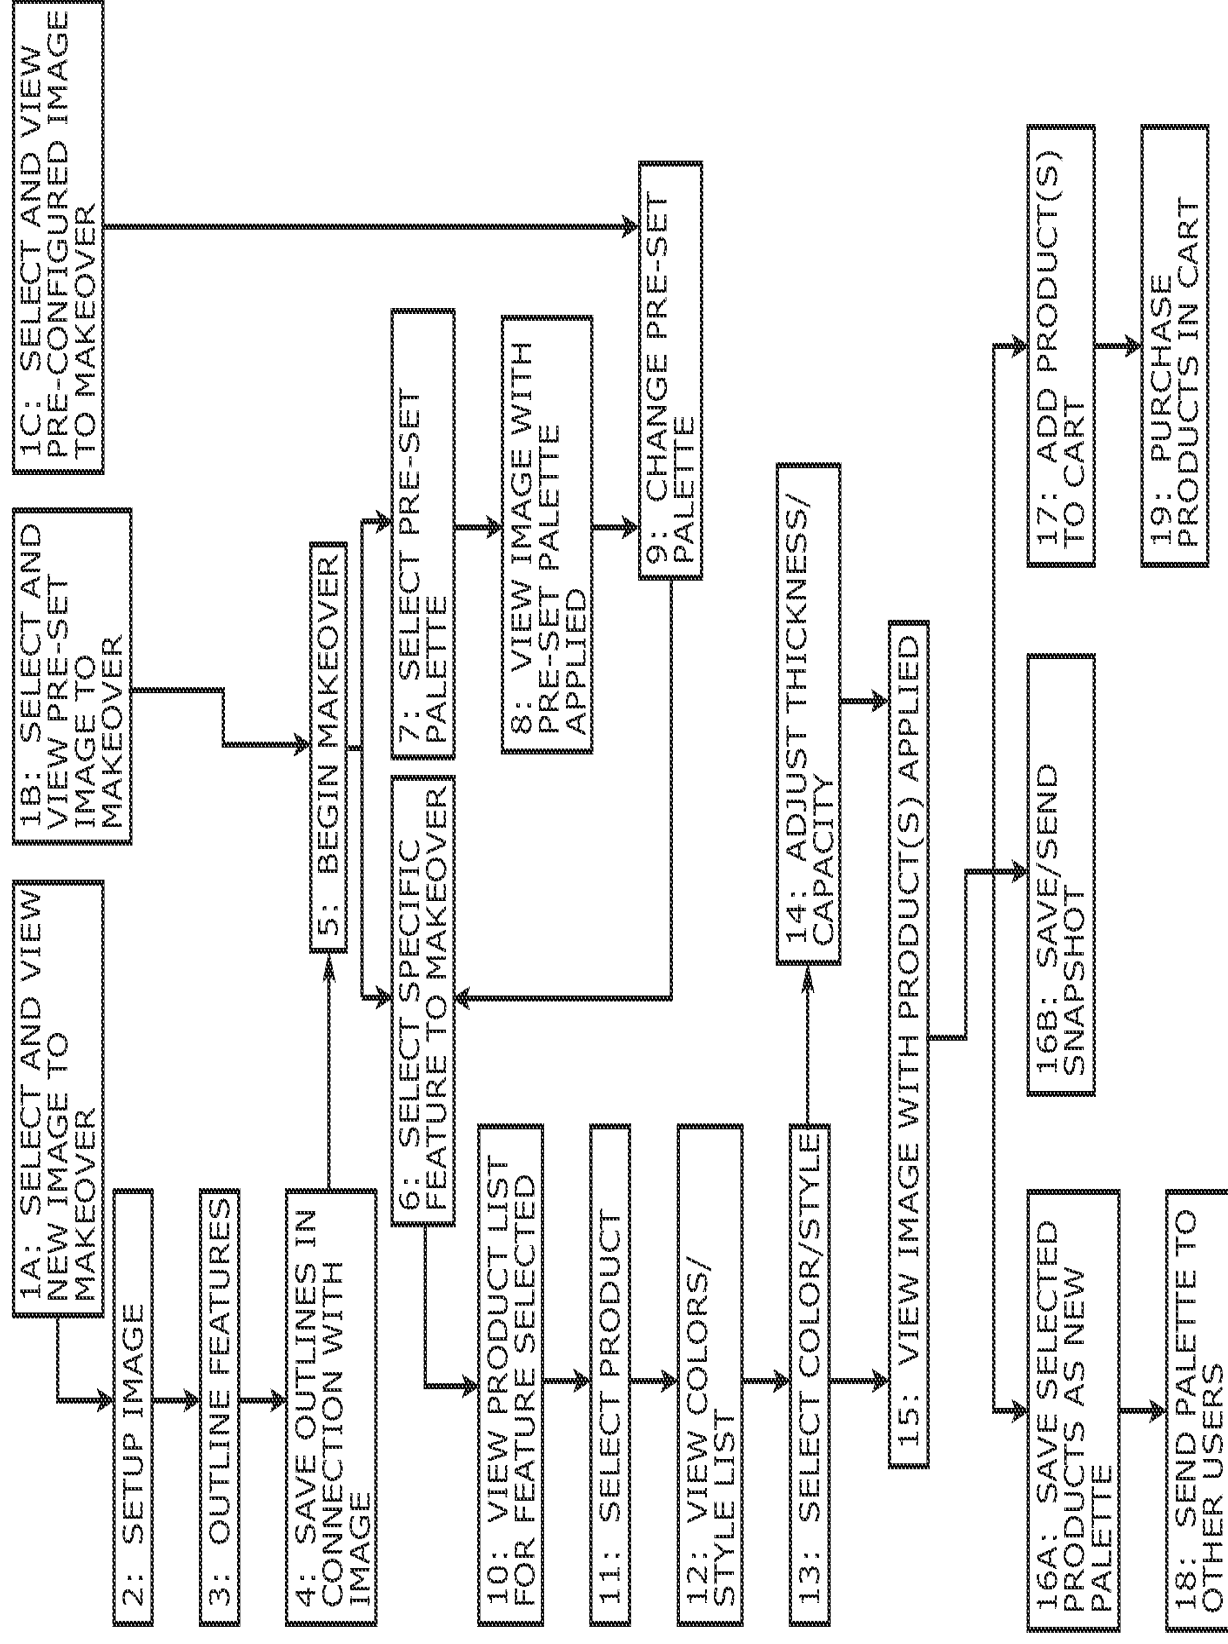 1A: SELECT AND VIEW
NEW IMAGE TO
MAKEOVER
1B: SELECT AND
VIEW PRE-SET
IMAGE TO
MAKEOVER
1C: SELECT AND VIEW
PRE-CONFIGURED IMAGE
TO MAKEOVER
2: SETUP IMAGE
3: OUTLINE FEATURES
4: SAVE OUTLINES IN
CONNECTION WITH
IMAGE
5: BEGIN MAKEOVER
6: SELECT SPECIFIC
FEATURE TO MAKEOVER
7: SELECT PRE-SET
PALETTE
8: VIEW IMAGE WITH
PRE-SET PALETTE
APPLIED
9: CHANGE PRE-SET
PALETTE
10: VIEW PRODUCT LIST
FOR FEATURE SELECTED
11: SELECT PRODUCT
12: VIEW COLORS/
STYLE LIST
13: SELECT COLOR/STYLE
14: ADJUST THICKNESS/
CAPACITY
15: VIEW IMAGE WITH PRODUCT(S) APPLIED
16A: SAVE SELECTED
PRODUCTS AS NEW
PALETTE
16B: SAVE/SEND
SNAPSHOT
17: ADD PRODUCT(S)
TO CART
18: SEND PALETTE TO
OTHER USERS
19: PURCHASE
PRODUCTS IN CART